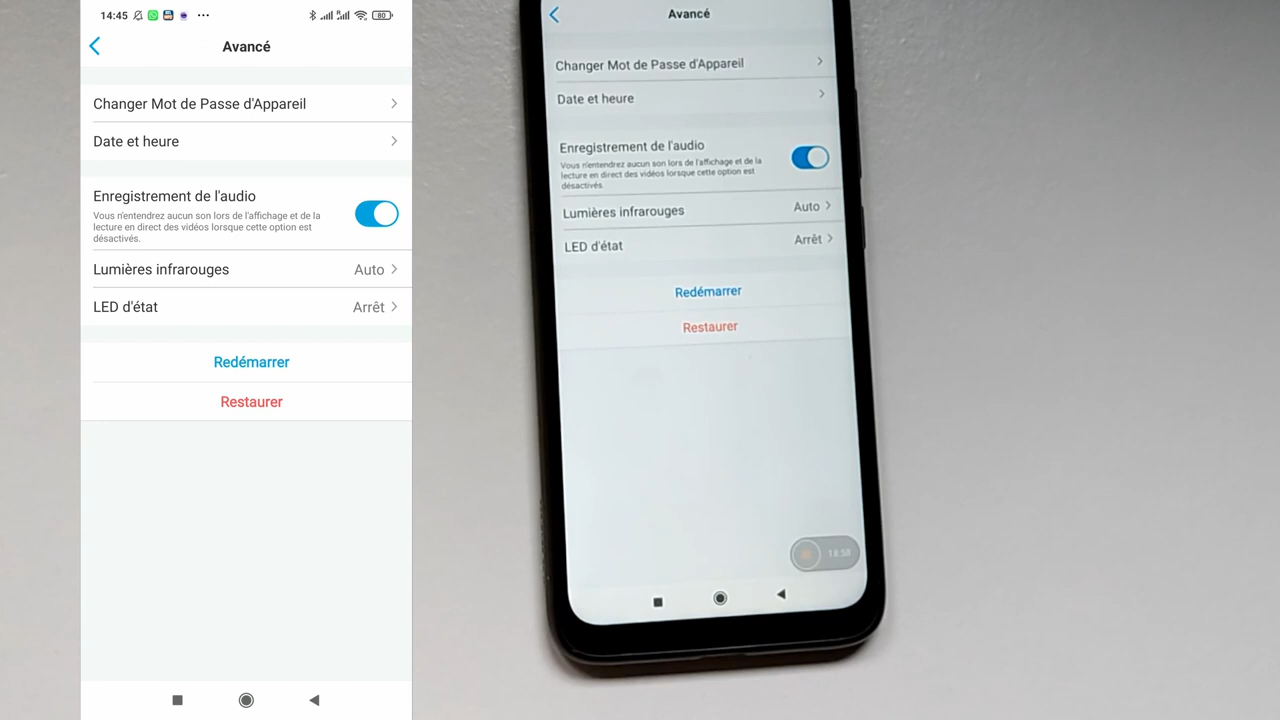 14:45
80
Avancé
Changer Mot de Passe d'Appareil
Date et heure
Enregistrement de l'audio
Vous n'entendrez aucun son lors de l'affichage et de la
lecture en direct des vidéos lorsque cette option est
désactivés.
Lumières infrarouges Auto
LED d'état Arrêt
Redémarrer
Restaurer
Avancé
Changer Mot de Passe d'Appareil
Date et heure
Enregistrement de l'audio
Vous n'entendrez aucun son lors de l'affichage et de la
lecture en direct des vidéos lorsque cette option est
désactivés.
Lumières infrarouges Auto
LED d'état Arrêt
Redémarrer
Restaurer